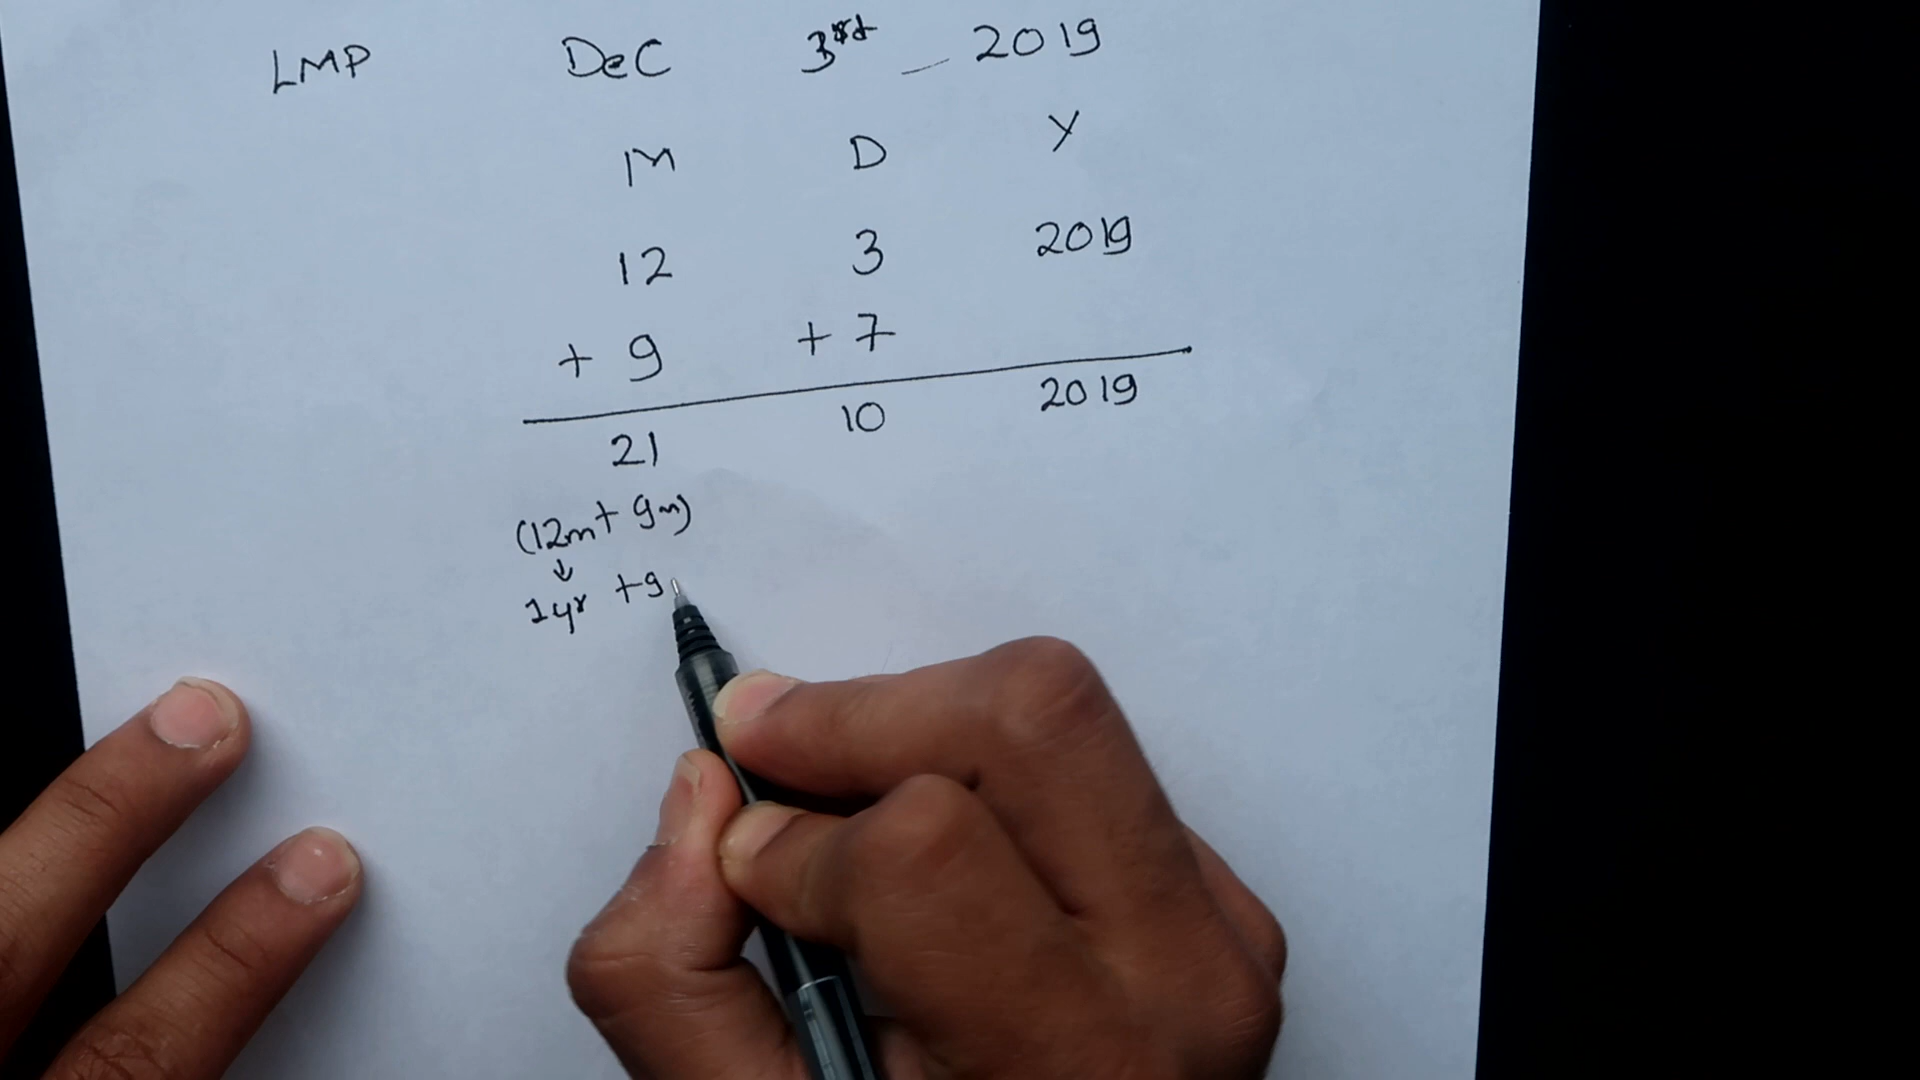 LMP DeC 3rd _ 2019
M D Y
12 3 2019
+ 9 + 7
21 10 2019
(12m + 9m)
↓
1yr + 9